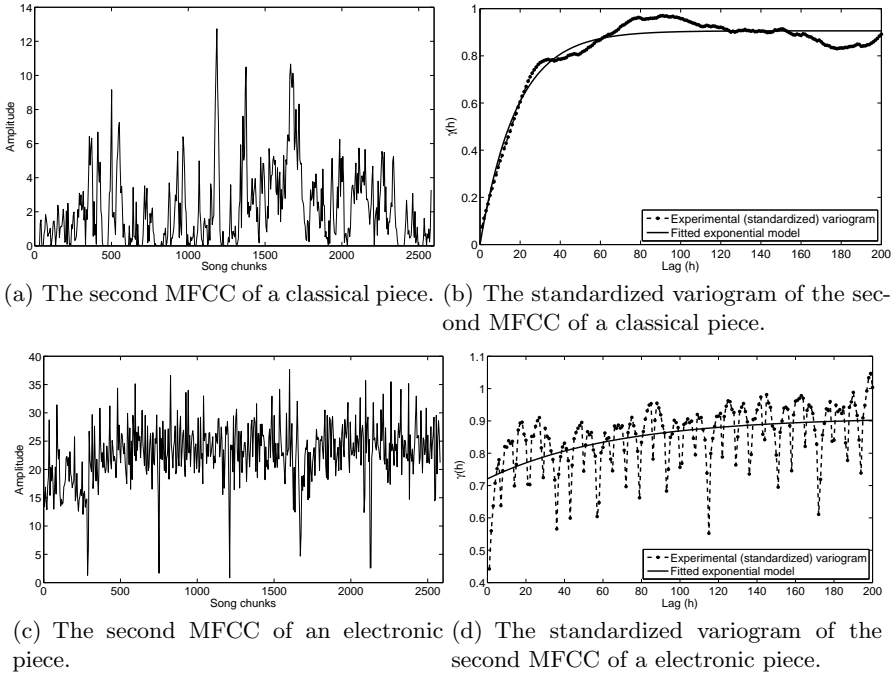 14
12
10
8
6
4
2
0
Amplitude
0 500 1000 1500 2000 2500
Song chunks
1
0.8
0.6
0.4
0.2
0
γ(h)
0 20 40 60 80 100 120 140 160 180 200
Lag (h)
Experimental (standardized) variogram
Fitted exponential model
(a) The second MFCC of a classical piece.
(b) The standardized variogram of the sec-
ond MFCC of a classical piece.
40
35
30
25
20
15
10
5
0
Amplitude
0 500 1000 1500 2000 2500
Song chunks
1.1
1
0.9
0.8
0.7
0.6
0.5
0.4
γ(h)
0 20 40 60 80 100 120 140 160 180 200
Lag (h)
Experimental (standardized) variogram
Fitted exponential model
(c) The second MFCC of an electronic
piece.
(d) The standardized variogram of the
second MFCC of a electronic piece.